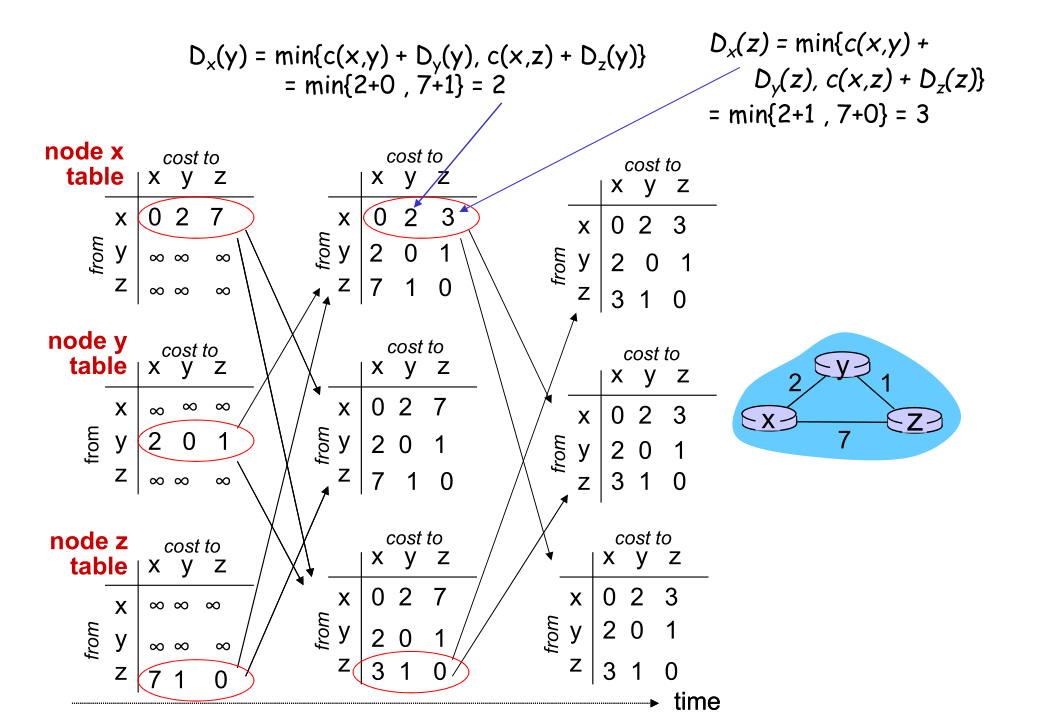 Dx(y) = min{c(x,y) + Dy(y), c(x,z) + Dz(y)}
= min{2+0 , 7+1} = 2
Dx(z) = min{c(x,y) +
Dy(z), c(x,z) + Dz(z)}
= min{2+1 , 7+0} = 3
node x
table
cost to
x y z
from
x 0 2 7
y ∞ ∞ ∞
z ∞ ∞ ∞
cost to
x y z
from
x 0 2 3
y 2 0 1
z 7 1 0
cost to
x y z
from
x 0 2 3
y 2 0 1
z 3 1 0
node y
table
cost to
x y z
from
x ∞ ∞ ∞
y 2 0 1
z ∞ ∞ ∞
cost to
x y z
from
x 0 2 7
y 2 0 1
z 7 1 0
cost to
x y z
from
x 0 2 3
y 2 0 1
z 3 1 0
node z
table
cost to
x y z
from
x ∞ ∞ ∞
y ∞ ∞ ∞
z 7 1 0
cost to
x y z
from
x 0 2 7
y 2 0 1
z 3 1 0
cost to
x y z
from
x 0 2 3
y 2 0 1
z 3 1 0
time
y
2 1
x z
7